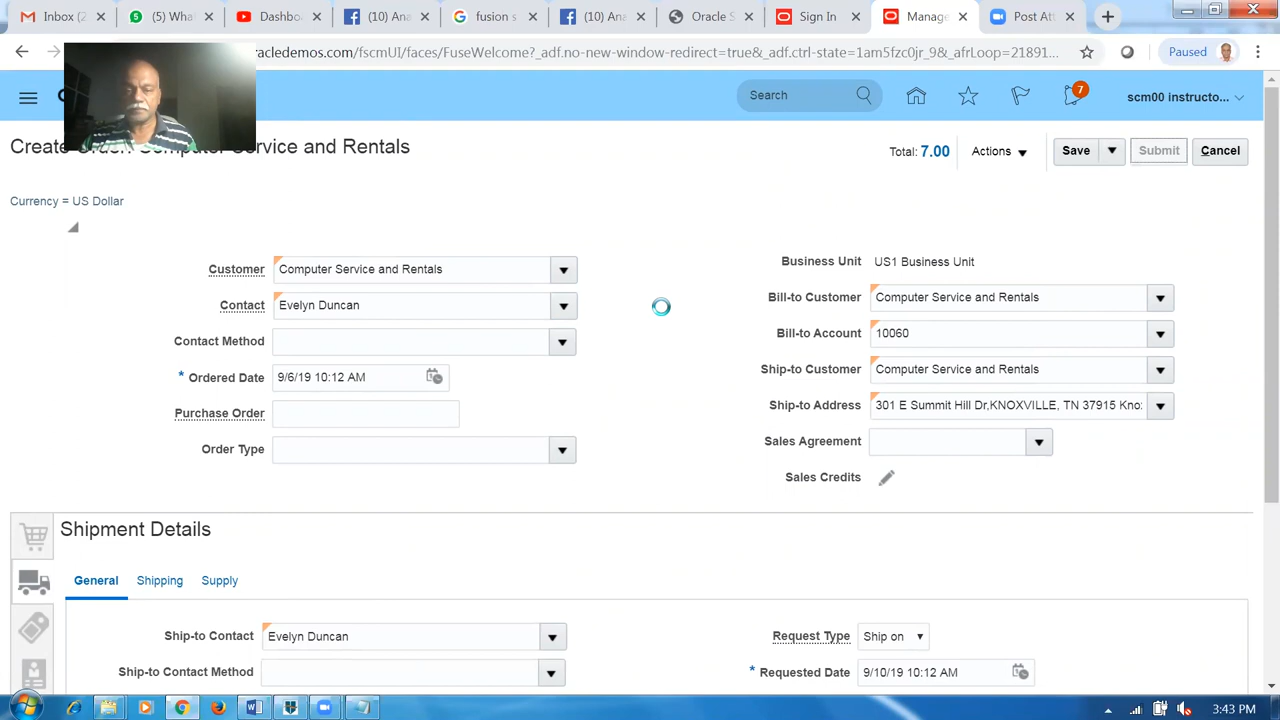 Inbox (2
(5) Wh
Dashbo
(10) Ana
fusion s
(10) Ana
Oracle S
Sign In
Manage
Post Att
oracledemos.com/fscmUI/faces/FuseWelcome?_adf.no-new-window-redirect=true&_adf.ctrl-state=1am5fzc0jr_9&_afrLoop=21891...
Paused
Search
7
scm00 instructo...
Create Order: Computer Service and Rentals
Total: 7.00
Actions
Save
Submit
Cancel
Currency = US Dollar
Customer
Computer Service and Rentals
Business Unit
US1 Business Unit
Contact
Evelyn Duncan
Bill-to Customer
Computer Service and Rentals
Contact Method
Bill-to Account
10060
* Ordered Date
9/6/19 10:12 AM
Ship-to Customer
Computer Service and Rentals
Purchase Order
Ship-to Address
301 E Summit Hill Dr,KNOXVILLE, TN 37915 Kno
Order Type
Sales Agreement
Sales Credits
Shipment Details
General
Shipping
Supply
Ship-to Contact
Evelyn Duncan
Request Type
Ship on
Ship-to Contact Method
* Requested Date
9/10/19 10:12 AM
3:43 PM